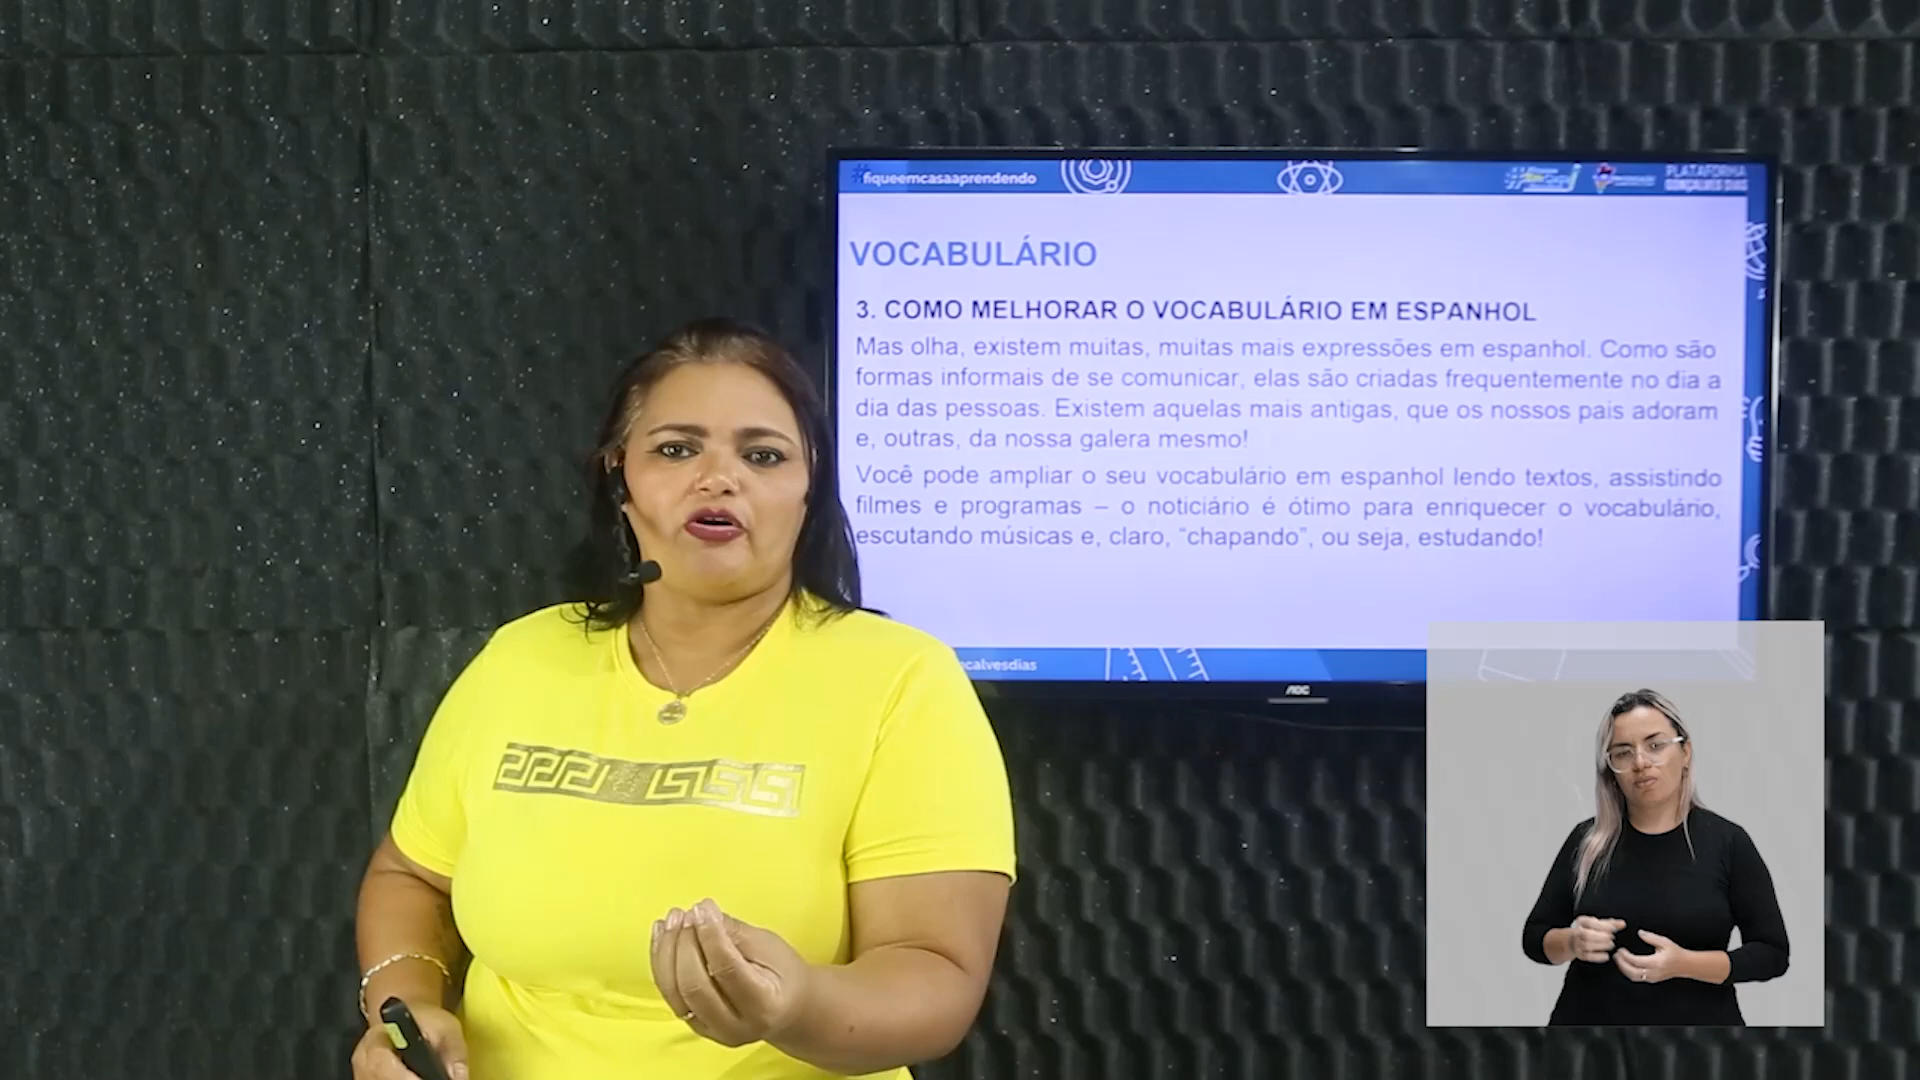 #fiqueemcasaaprendendo
PLATAFORMA
GONÇALVES DIAS
VOCABULÁRIO
3. COMO MELHORAR O VOCABULÁRIO EM ESPANHOL
Mas olha, existem muitas, muitas mais expressões em espanhol. Como são
formas informais de se comunicar, elas são criadas frequentemente no dia a
dia das pessoas. Existem aquelas mais antigas, que os nossos pais adoram
e, outras, da nossa galera mesmo!
Você pode ampliar o seu vocabulário em espanhol lendo textos, assistindo
filmes e programas – o noticiário é ótimo para enriquecer o vocabulário,
escutando músicas e, claro, “chapando”, ou seja, estudando!
calvesdias
AOC